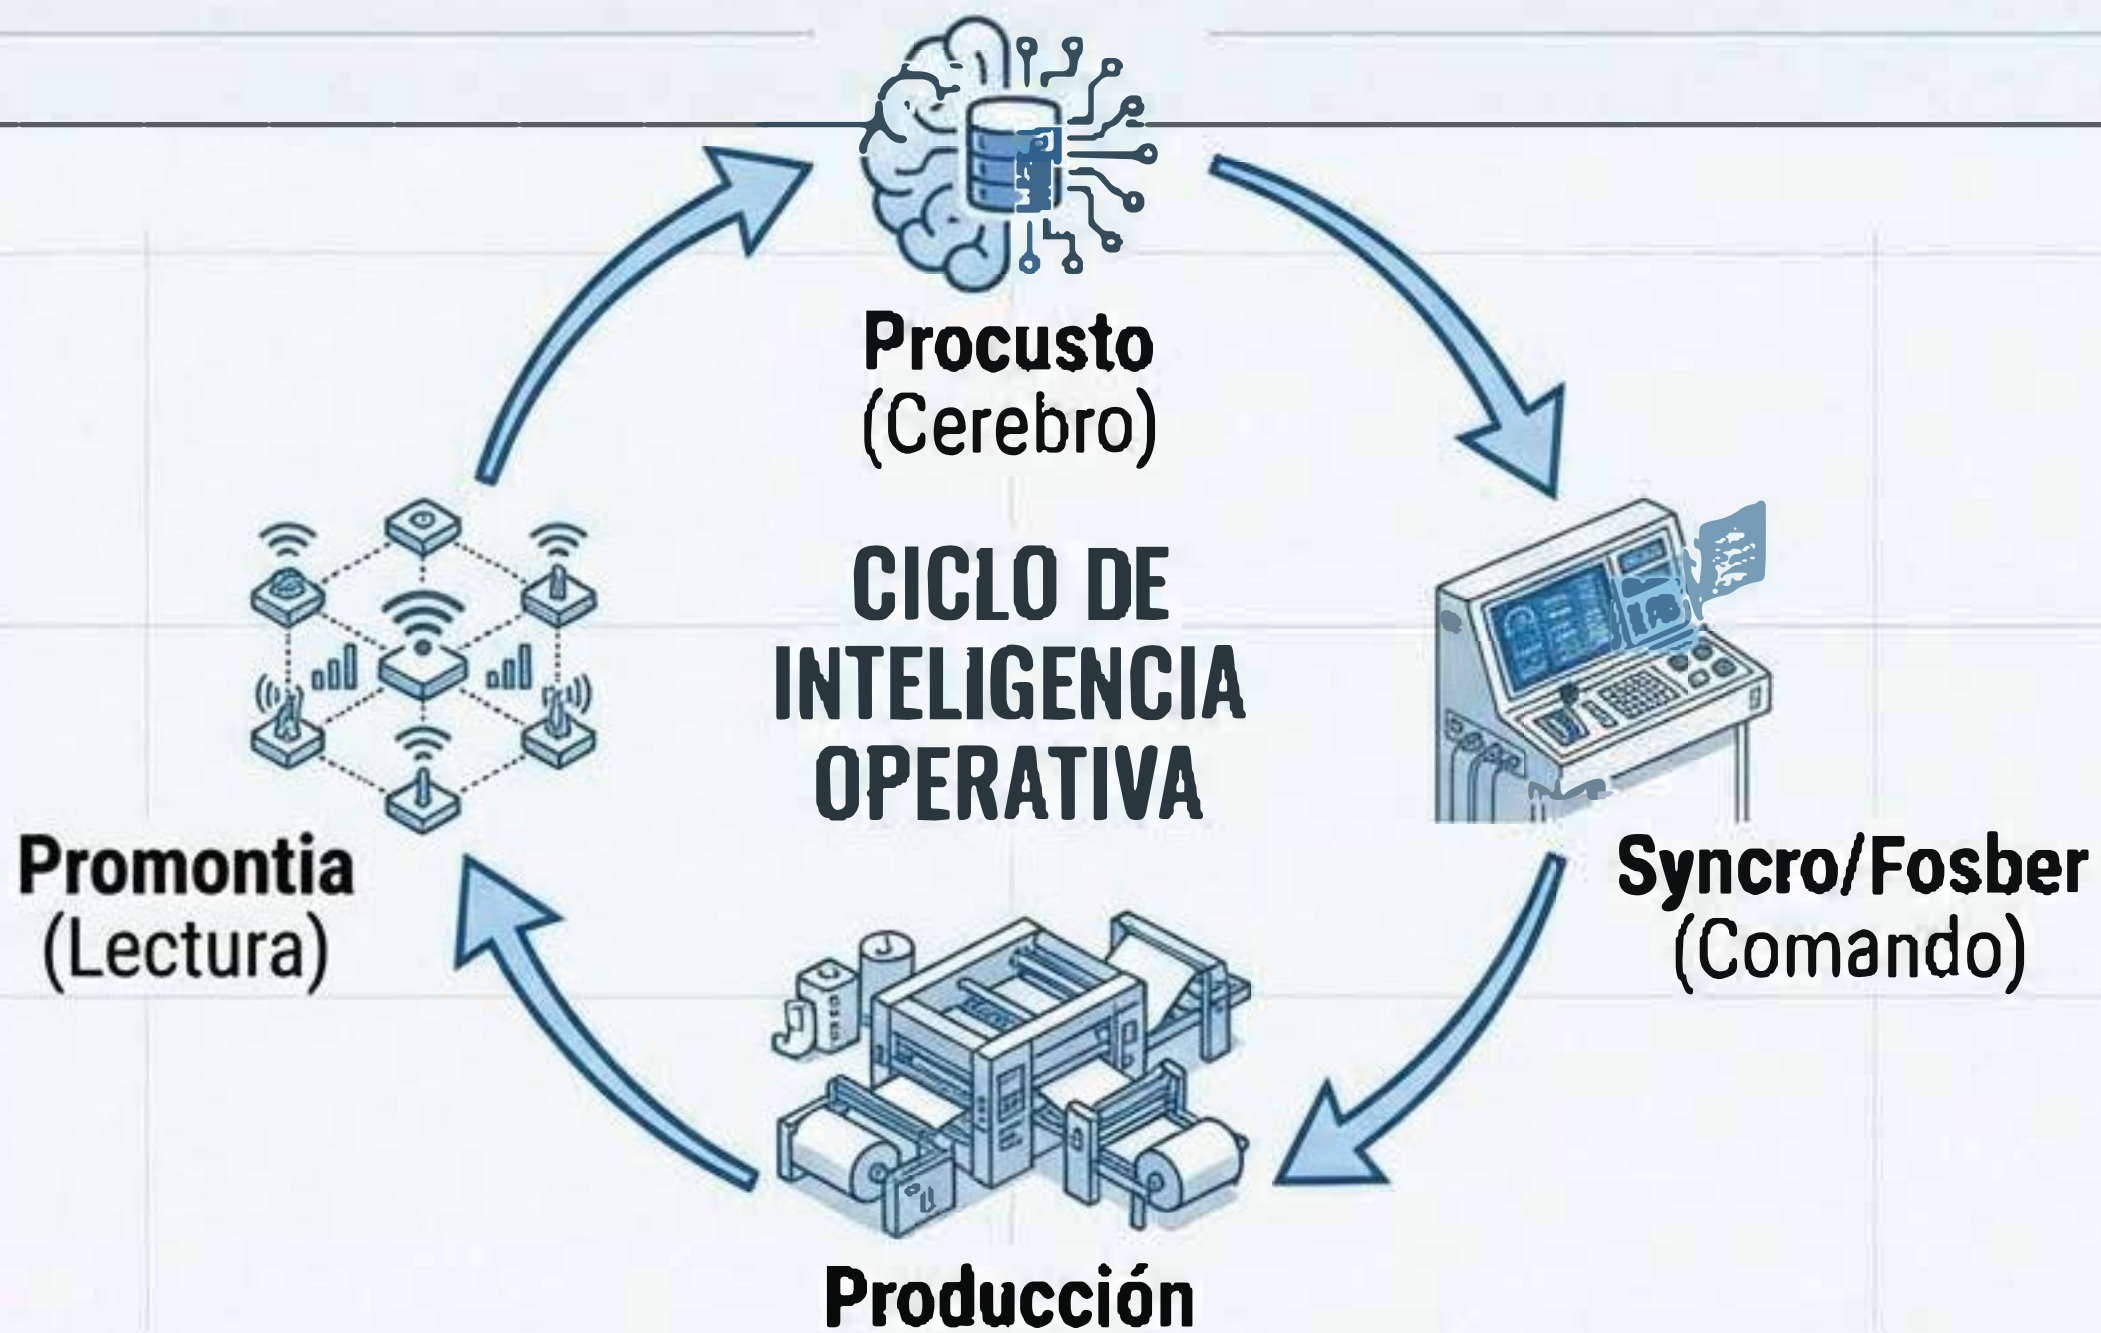 Procusto
(Cerebro)
CICLO DE
INTELIGENCIA
OPERATIVA
Promontia
(Lectura)
Syncro/Fosber
(Comando)
Producción